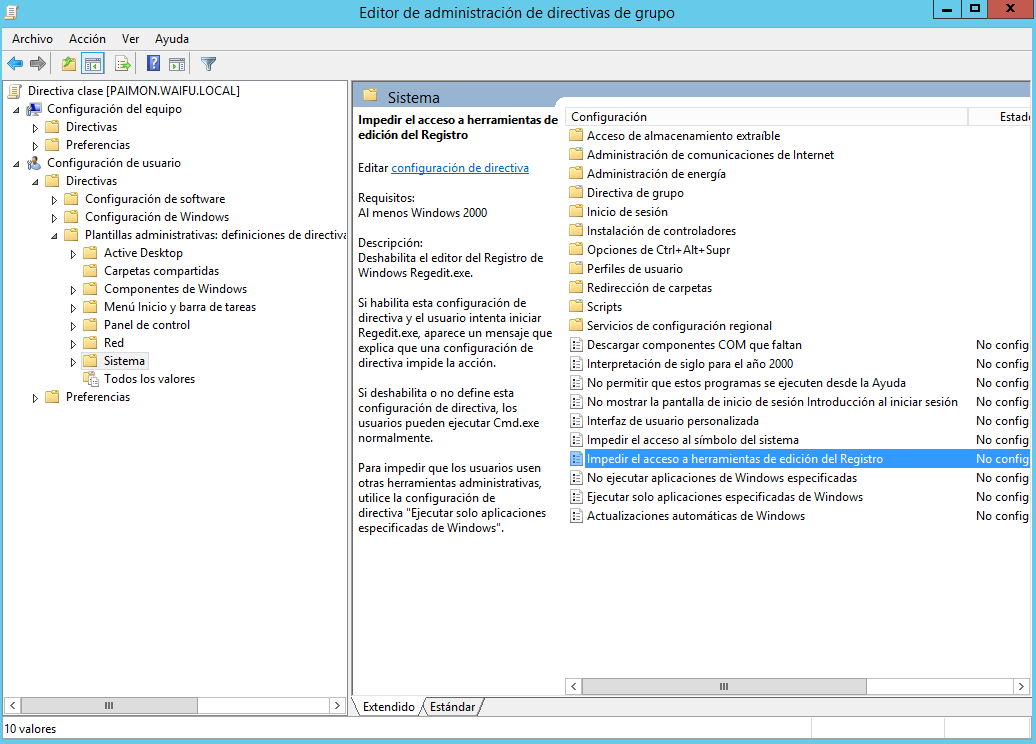 Editor de administración de directivas de grupo
Archivo Acción Ver Ayuda
Directiva clase [PAIMON.WAIFU.LOCAL]
Configuración del equipo
Directivas
Preferencias
Configuración de usuario
Directivas
Configuración de software
Configuración de Windows
Plantillas administrativas: definiciones de directiva
Active Desktop
Carpetas compartidas
Componentes de Windows
Menú Inicio y barra de tareas
Panel de control
Red
Sistema
Todos los valores
Preferencias
Sistema
Impedir el acceso a herramientas de
edición del Registro
Editar configuración de directiva
Requisitos:
Al menos Windows 2000
Descripción:
Deshabilita el editor del Registro de
Windows Regedit.exe.
Si habilita esta configuración de
directiva y el usuario intenta iniciar
Regedit.exe, aparece un mensaje que
explica que una configuración de
directiva impide la acción.
Si deshabilita o no define esta
configuración de directiva, los
usuarios pueden ejecutar Cmd.exe
normalmente.
Para impedir que los usuarios usen
otras herramientas administrativas,
utilice la configuración de
directiva "Ejecutar solo aplicaciones
especificadas de Windows".
Configuración Estado
Acceso de almacenamiento extraíble
Administración de comunicaciones de Internet
Administración de energía
Directiva de grupo
Inicio de sesión
Instalación de controladores
Opciones de Ctrl+Alt+Supr
Perfiles de usuario
Redirección de carpetas
Scripts
Servicios de configuración regional
Descargar componentes COM que faltan No config
Interpretación de siglo para el año 2000 No config
No permitir que estos programas se ejecuten desde la Ayuda No config
No mostrar la pantalla de inicio de sesión Introducción al iniciar sesión No config
Interfaz de usuario personalizada No config
Impedir el acceso al símbolo del sistema No config
Impedir el acceso a herramientas de edición del Registro No config
No ejecutar aplicaciones de Windows especificadas No config
Ejecutar solo aplicaciones especificadas de Windows No config
Actualizaciones automáticas de Windows No config
Extendido Estándar
10 valores